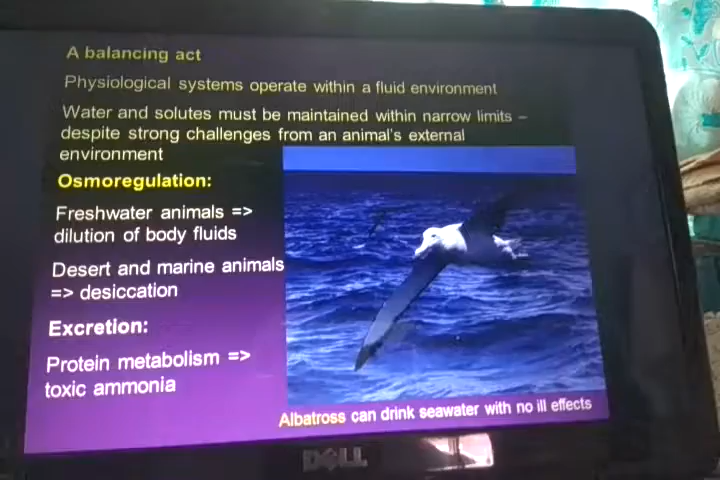 A balancing act
Physiological systems operate within a fluid environment
Water and solutes must be maintained within narrow limits –
despite strong challenges from an animal's external
environment
Osmoregulation:
Freshwater animals =>
dilution of body fluids
Desert and marine animals
=> desiccation
Excretion:
Protein metabolism =>
toxic ammonia
Albatross can drink seawater with no ill effects
DELL